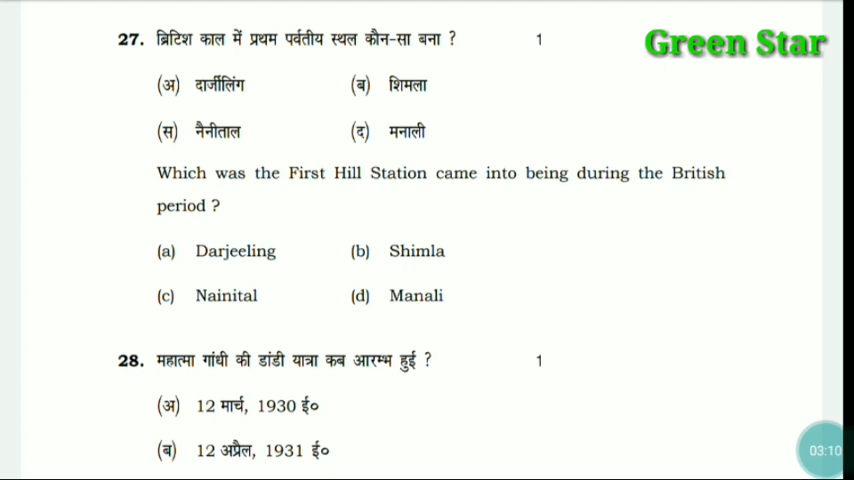 27. ब्रिटिश काल में प्रथम पर्वतीय स्थल कौन-सा बना ? 1
Green Star
(अ) दार्जीलिंग (ब) शिमला
(स) नैनीताल (द) मनाली
Which was the First Hill Station came into being during the British
period ?
(a) Darjeeling (b) Shimla
(c) Nainital (d) Manali
28. महात्मा गांधी की डांडी यात्रा कब आरम्भ हुई ? 1
(अ) 12 मार्च, 1930 ई०
(ब) 12 अप्रैल, 1931 ई०
03:10